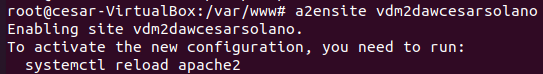 root@cesar-VirtualBox:/var/www# a2ensite vdm2dawcesarsolano
Enabling site vdm2dawcesarsolano.
To activate the new configuration, you need to run:
  systemctl reload apache2